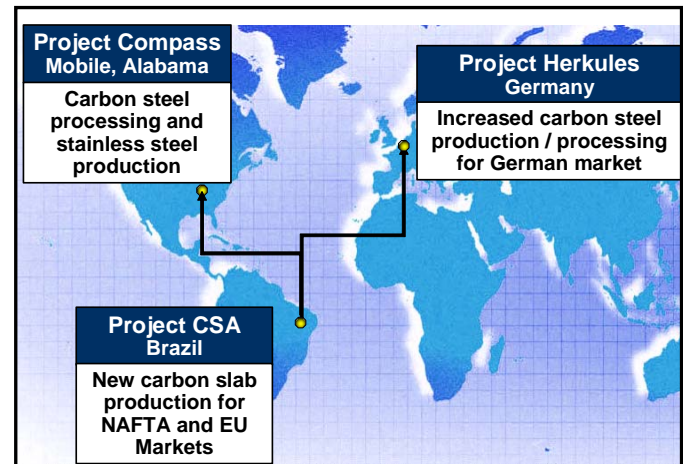 Project Compass
Mobile, Alabama
Carbon steel
processing and
stainless steel
production
Project Herkules
Germany
Increased carbon steel
production / processing
for German market
Project CSA
Brazil
New carbon slab
production for
NAFTA and EU
Markets